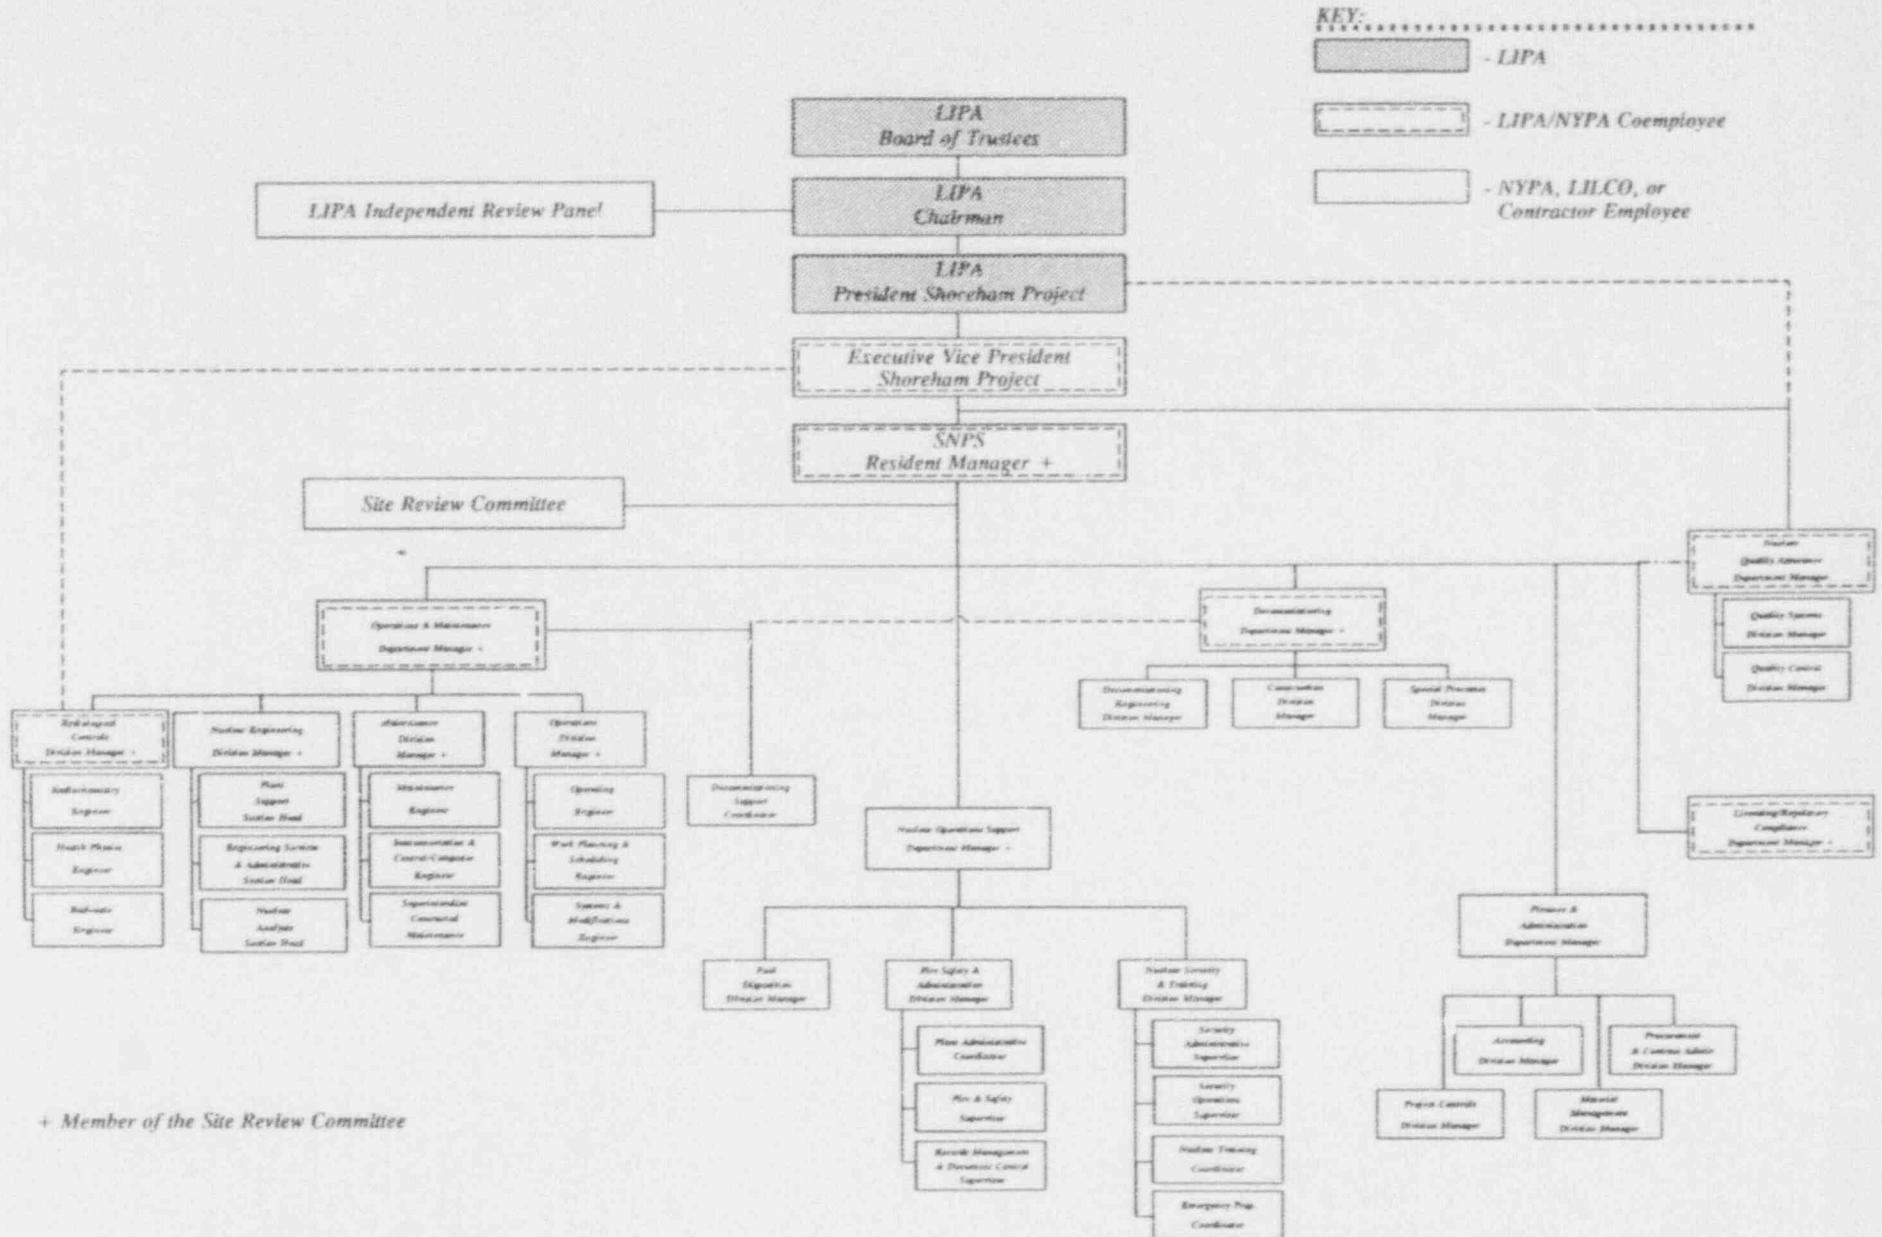 KEY:
- LIPA
- LIPA/NYPA Coemployee
- NYPA, LILCO, or
Contractor Employee
LIPA
Board of Trustees
LIPA
Chairman
LIPA Independent Review Panel
LIPA
President Shoreham Project
Executive Vice President
Shoreham Project
SNPS
Resident Manager +
Site Review Committee
Nuclear
Quality Assurance
Department Manager
Quality Systems
Division Manager
Quality Control
Division Manager
Operations & Maintenance
Department Manager +
Decommissioning
Department Manager +
Decommissioning
Engineering
Division Manager
Construction
Division
Manager
Special Processes
Division
Manager
Radiological
Controls
Division Manager +
Radiochemistry
Engineer
Health Physics
Engineer
Radwaste
Engineer
Nuclear Engineering
Division Manager +
Plant
Support
Section Head
Engineering Services
& Administrative
Section Head
Nuclear
Analysis
Section Head
Maintenance
Division
Manager +
Maintenance
Engineer
Instrumentation &
Control/Computer
Engineer
Superintendent
Contracted
Maintenance
Operations
Division
Manager +
Operating
Engineer
Work Planning &
Scheduling
Engineer
Systems &
Modifications
Engineer
Decommissioning
Support
Coordinator
Nuclear Operations Support
Department Manager +
Fuel
Disposition
Division Manager
Fire Safety &
Administration
Division Manager
Plant Administrative
Coordinator
Fire & Safety
Supervisor
Records Management
& Document Control
Supervisor
Nuclear Security
& Training
Division Manager
Security
Administrative
Supervisor
Security
Operations
Supervisor
Nuclear Training
Coordinator
Emergency Prep.
Coordinator
Licensing/Regulatory
Compliance
Department Manager +
Finance &
Administration
Department Manager
Accounting
Division Manager
Procurement
& Contract Admin
Division Manager
Project Controls
Division Manager
Material
Management
Division Manager
+ Member of the Site Review Committee